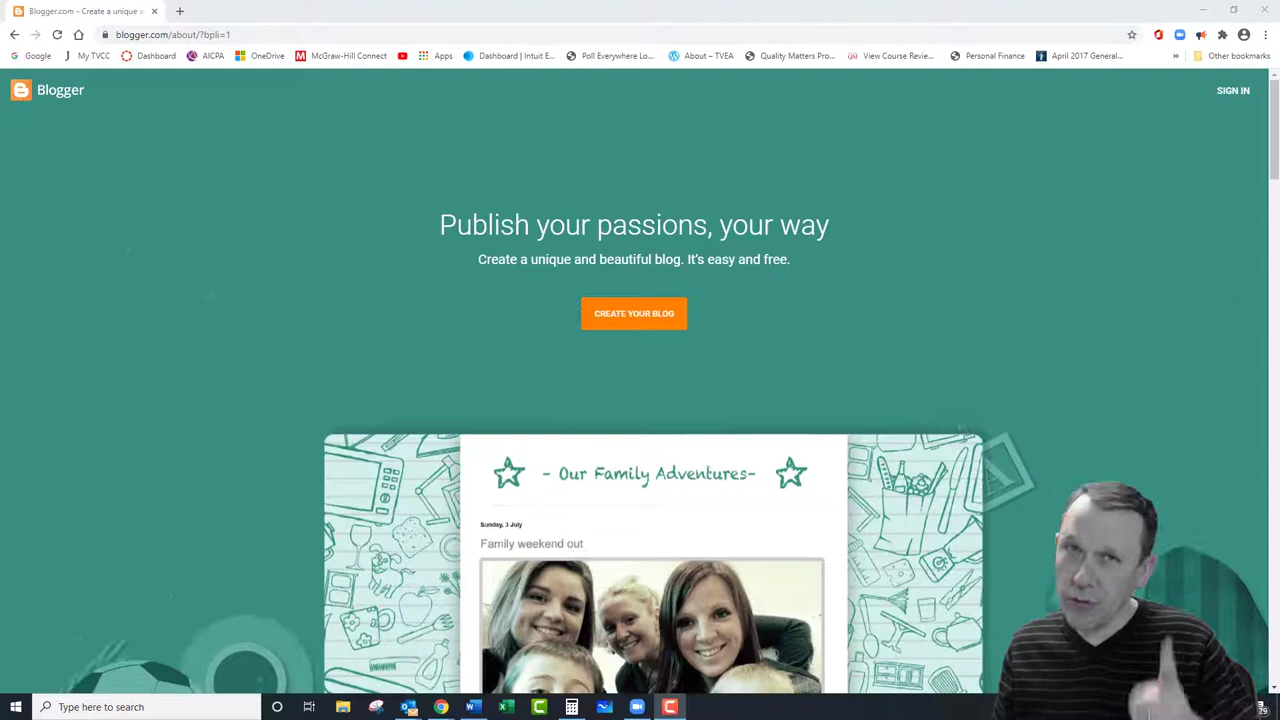 Blogger.com - Create a unique a
blogger.com/about/?bpli=1
Google
My TVCC
Dashboard
AICPA
OneDrive
McGraw-Hill Connect
Apps
Dashboard | Intuit E...
Poll Everywhere Lo...
About – TVEA
Quality Matters Pro...
View Course Revie...
Personal Finance
April 2017 General...
»
Other bookmarks
Blogger
SIGN IN
Publish your passions, your way
Create a unique and beautiful blog. It's easy and free.
CREATE YOUR BLOG
- Our Family Adventures-
Sunday, 3 July
Family weekend out
Type here to search